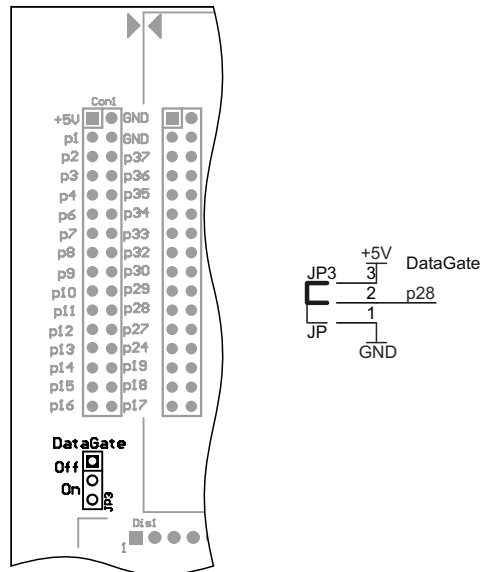 Con1
+5V GND
p1 GND
p2 p37
p3 p36
p4 p35
p6 p34
p7 p33
p8 p32
p9 p30
p10 p29
p11 p28
p12 p27
p13 p24
p14 p19
p15 p18
p16 p17
DataGate
Off
On
JP3
Dis1
1
+5V
JP3 3 DataGate
2 p28
1
JP
GND